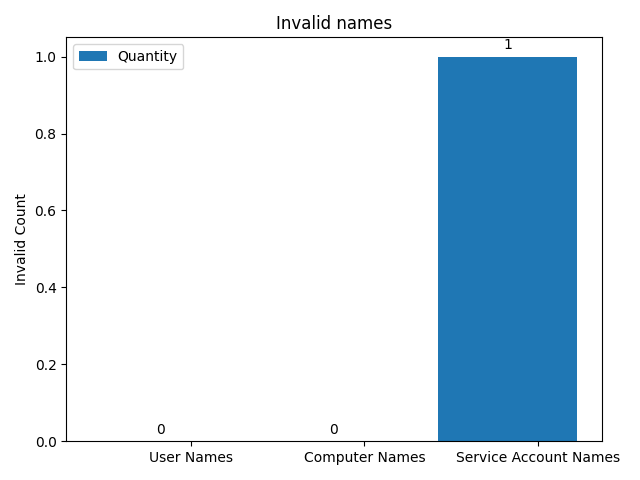 Invalid names
Quantity
Invalid Count
1.0
0.8
0.6
0.4
0.2
0.0
0
0
1
User Names
Computer Names
Service Account Names